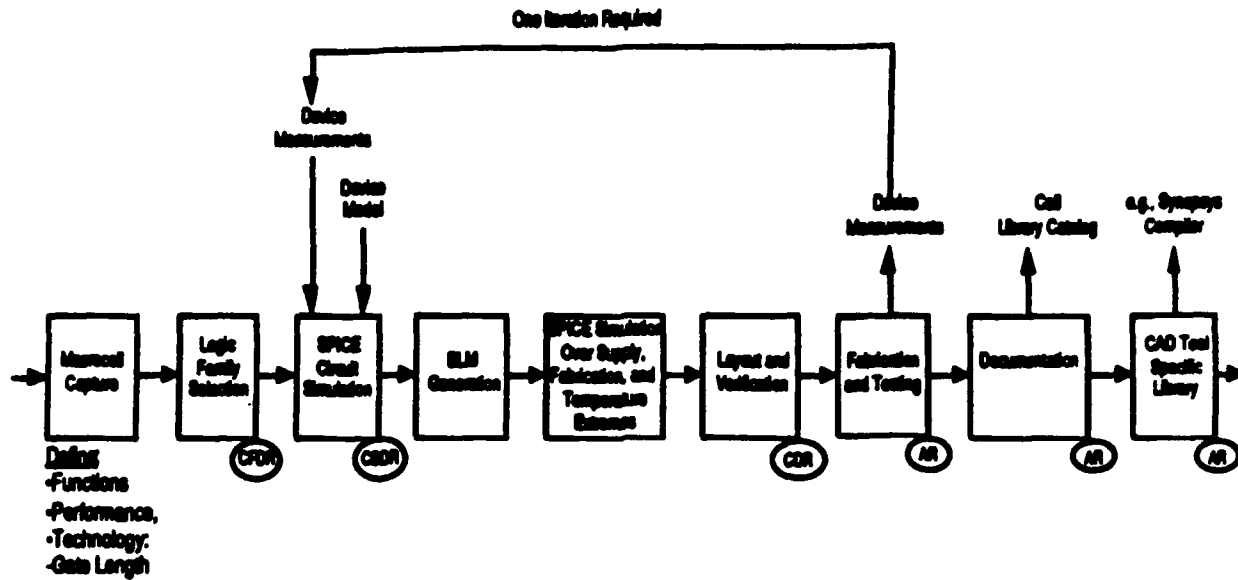 One Iteration Required
Device
Measurements
Device
Model
Device
Measurements
Cell
Library Catalog
e.g., Synopsys
Compiler
Macrocell
Capture
Logic
Family
Selection
SPICE
Circuit
Simulation
BLM
Generation
SPICE Simulation
Over Supply,
Fabrication, and
Temperature
Extremes
Layout and
Verification
Fabrication
and Testing
Documentation
CAD Tool
Specific
Library
CFDR
CSDR
CDR
AR
AR
AR
Define:
-Functions
-Performance,
-Technology:
-Gate Length